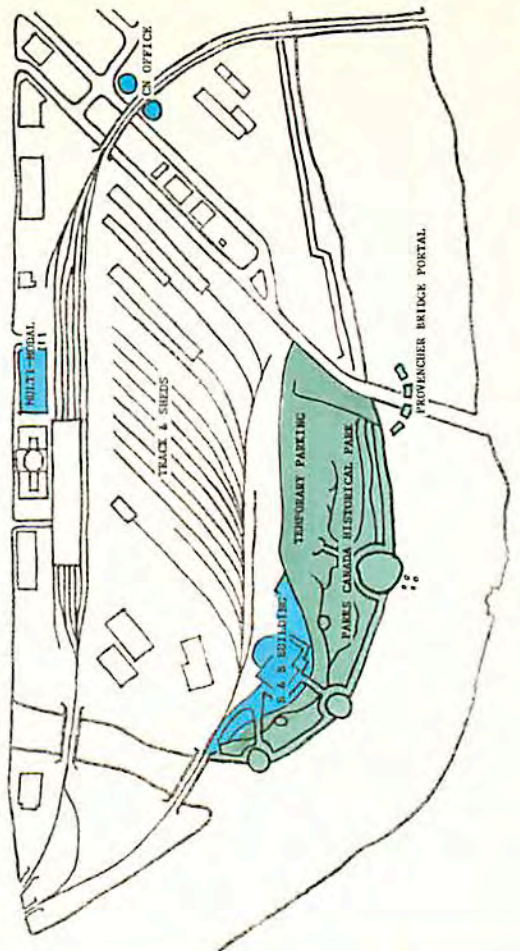 CN OFFICE
MULTI-MODAL
TRACK & SHEDS
PROVENCHER BRIDGE PORTAL
TEMPORARY PARKING
PARKS CANADA HISTORICAL PARK
B & B BUILDING